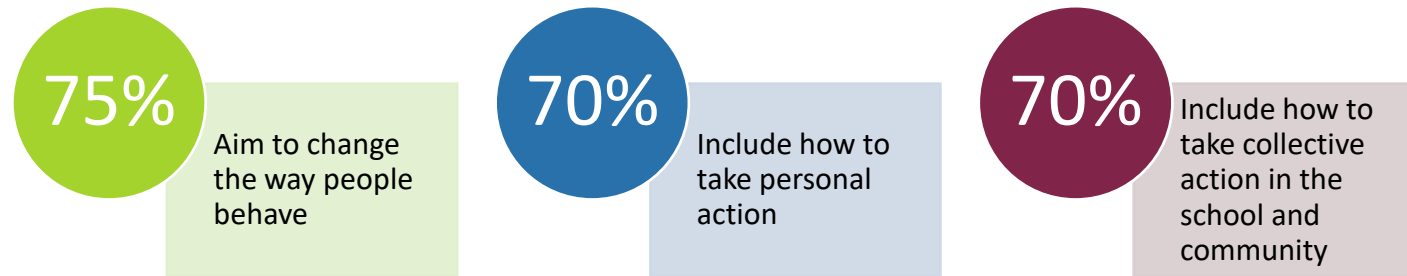 75%
Aim to change
the way people
behave
70%
Include how to
take personal
action
70%
Include how to
take collective
action in the
school and
community